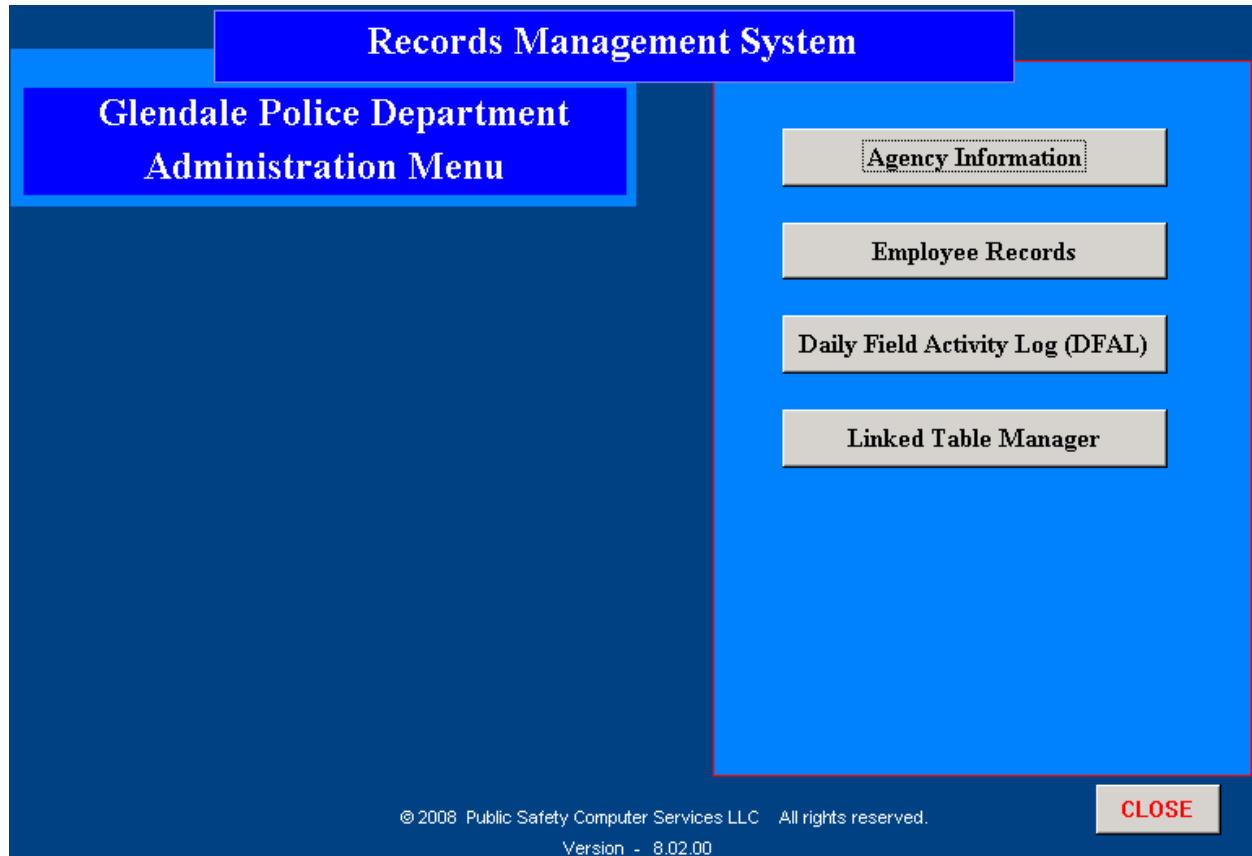 Records Management System
Glendale Police Department
Administration Menu
Agency Information
Employee Records
Daily Field Activity Log (DFAL)
Linked Table Manager
CLOSE
© 2008 Public Safety Computer Services LLC All rights reserved.
Version - 8.02.00